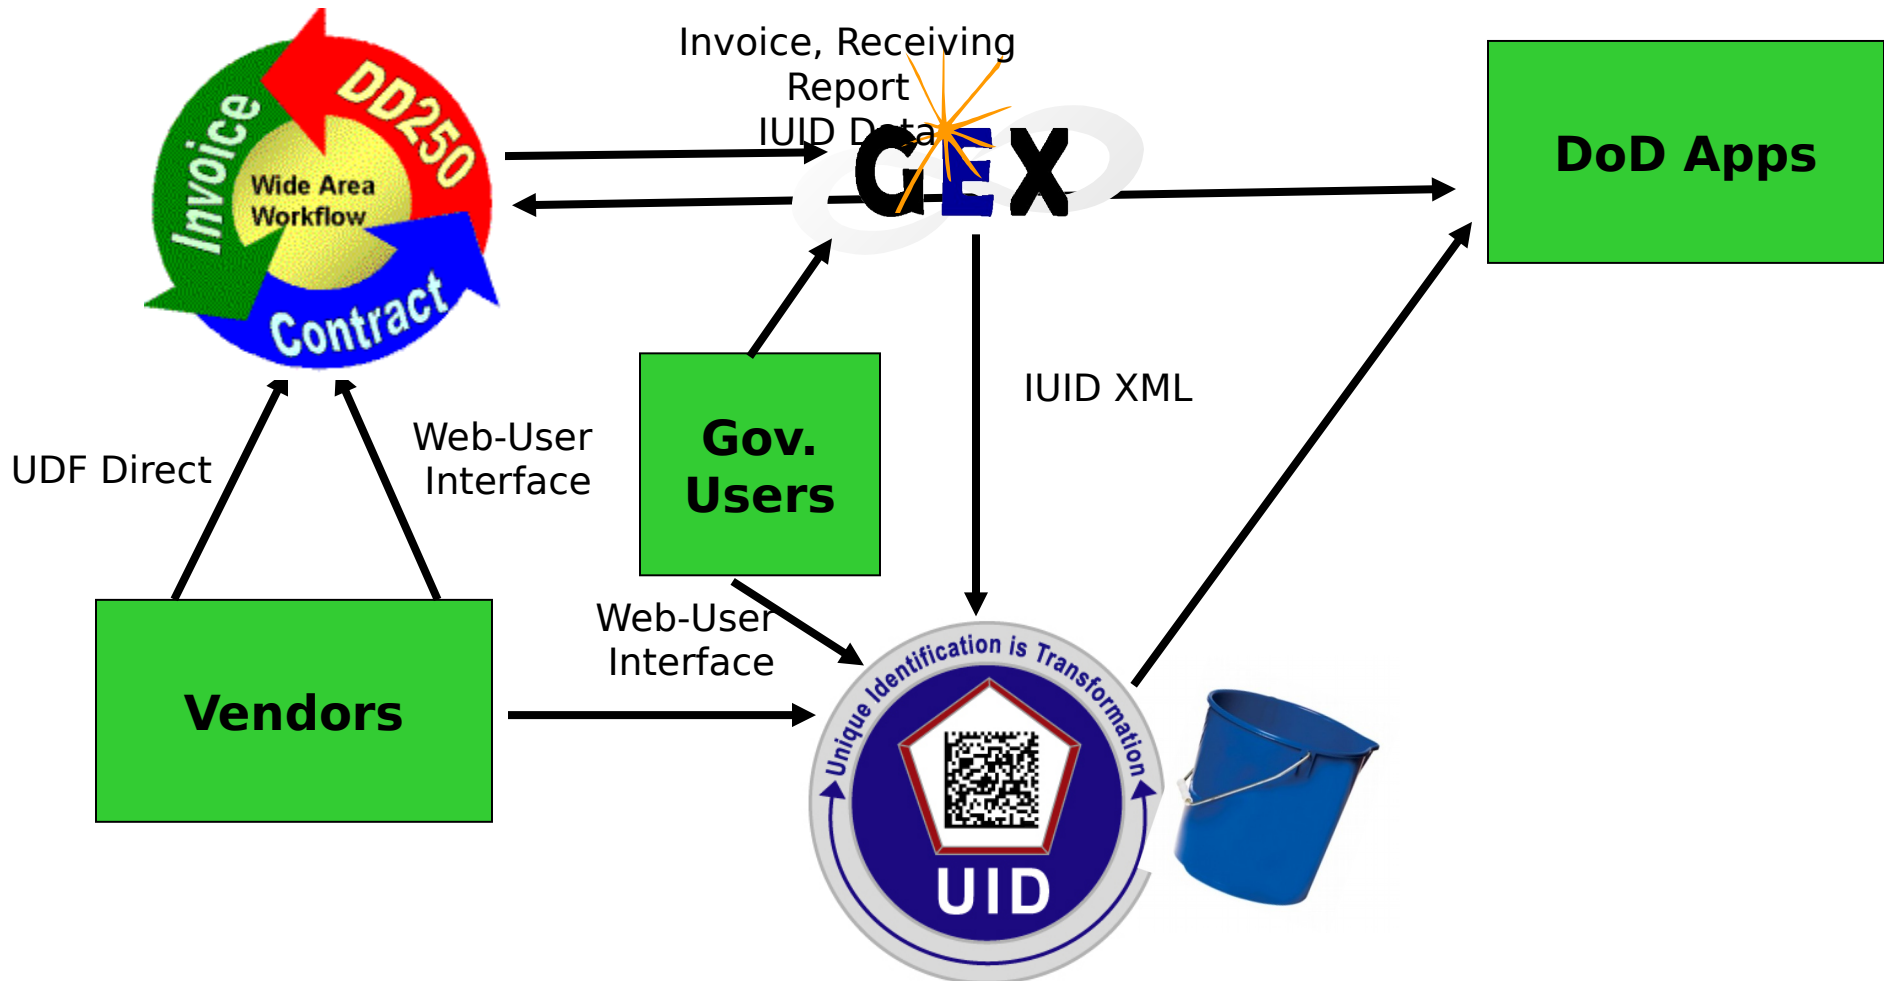 Invoice, Receiving
Report
IUID Data
GEX
DoD Apps
DD250
Invoice
Wide Area
Workflow
Contract
IUID XML
Web-User
Interface
UDF Direct
Gov.
Users
Web-User
Interface
Vendors
Unique Identification is Transformation
UID